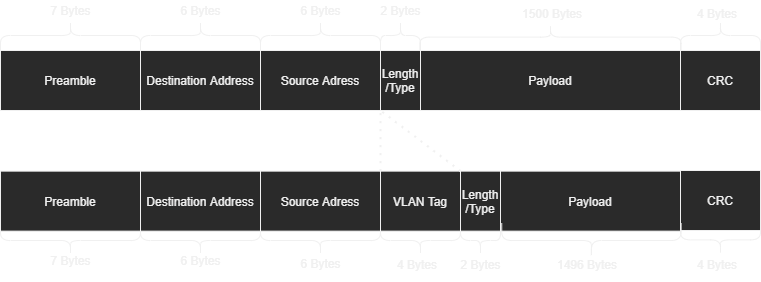 7 Bytes 6 Bytes 6 Bytes 2 Bytes 1500 Bytes 4 Bytes
Preamble Destination Address Source Adress Length Payload CRC
/Type
Preamble Destination Address Source Adress VLAN Tag Length Payload CRC
/Type
7 Bytes 6 Bytes 6 Bytes 4 Bytes 2 Bytes 1496 Bytes 4 Bytes